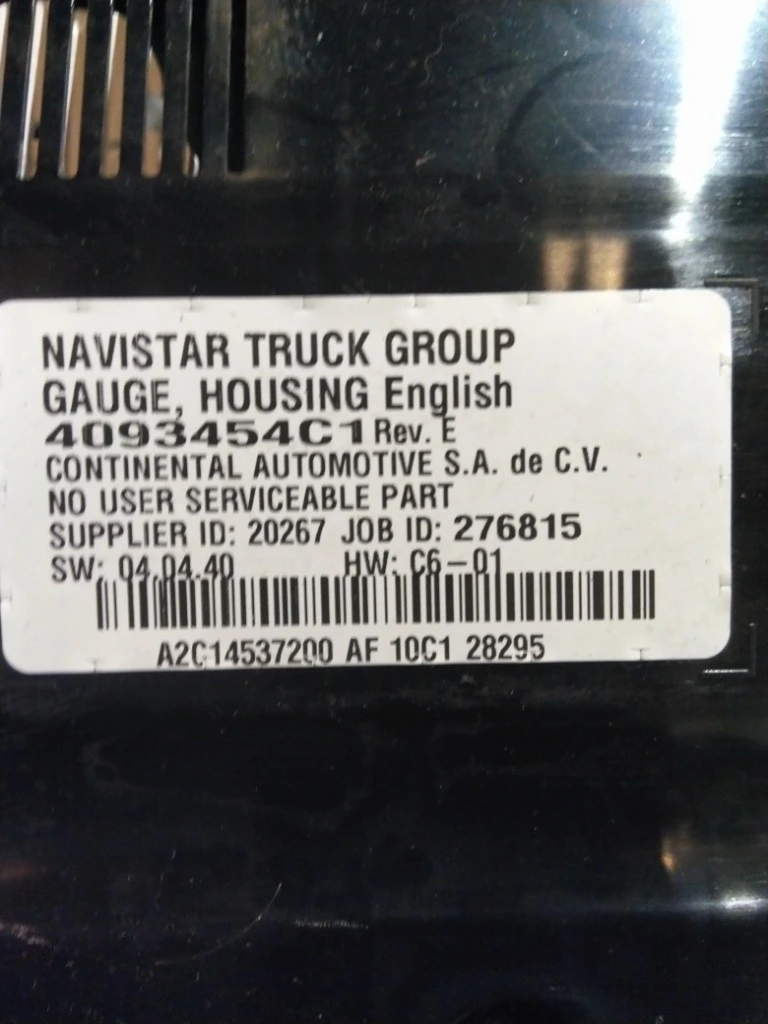 NAVISTAR TRUCK GROUP
GAUGE, HOUSING English
4093454C1 Rev. E
CONTINENTAL AUTOMOTIVE S.A. de C.V.
NO USER SERVICEABLE PART
SUPPLIER ID: 20267 JOB ID: 276815
SW: 04.04.40 HW: C6-01
A2C14537200 AF 10C1 28295